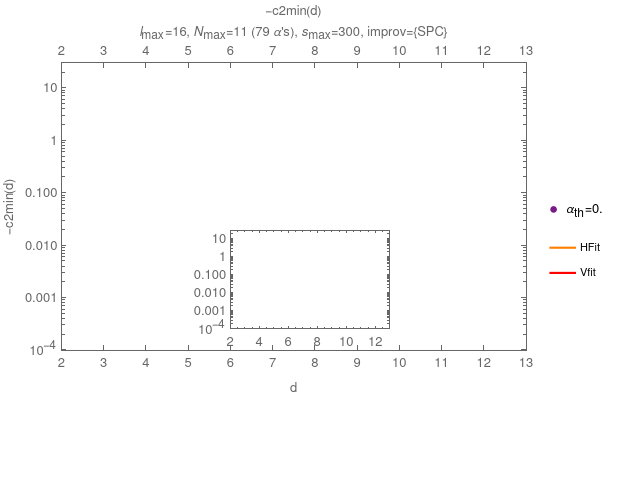 −c2min(d)
lmax=16, Nmax=11 (79 α's), smax=300, improv={SPC}
2 3 4 5 6 7 8 9 10 11 12 13
10
1
0.100
0.010
0.001
10−4
−c2min(d)
10
1
0.100
0.010
0.001
10−4
2 4 6 8 10 12
2 3 4 5 6 7 8 9 10 11 12 13
d
αth=0.
HFit
Vfit